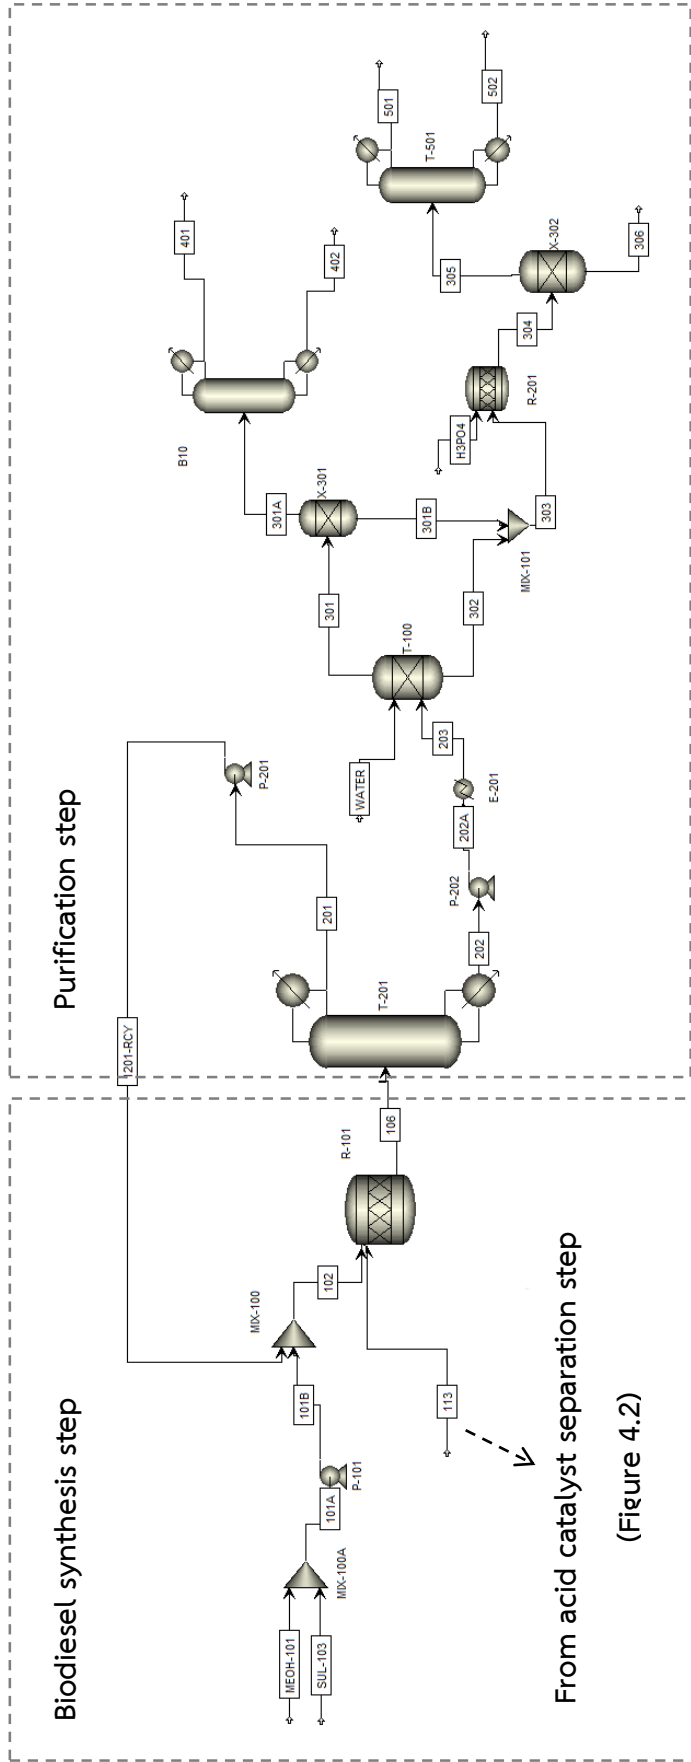 Biodiesel synthesis step
Purification step
MEOH-101
SUL-103
MIX-100A
101A
P-101
101B
MIX-100
102
113
R-101
106
1201-RCY
T-201
201
202
P-201
P-202
202A
E-201
203
WATER
T-100
301
302
X-301
301A
301B
MIX-101
303
B10
401
402
H3PO4
R-201
304
X-302
305
306
T-501
501
502
From acid catalyst separation step
(Figure 4.2)